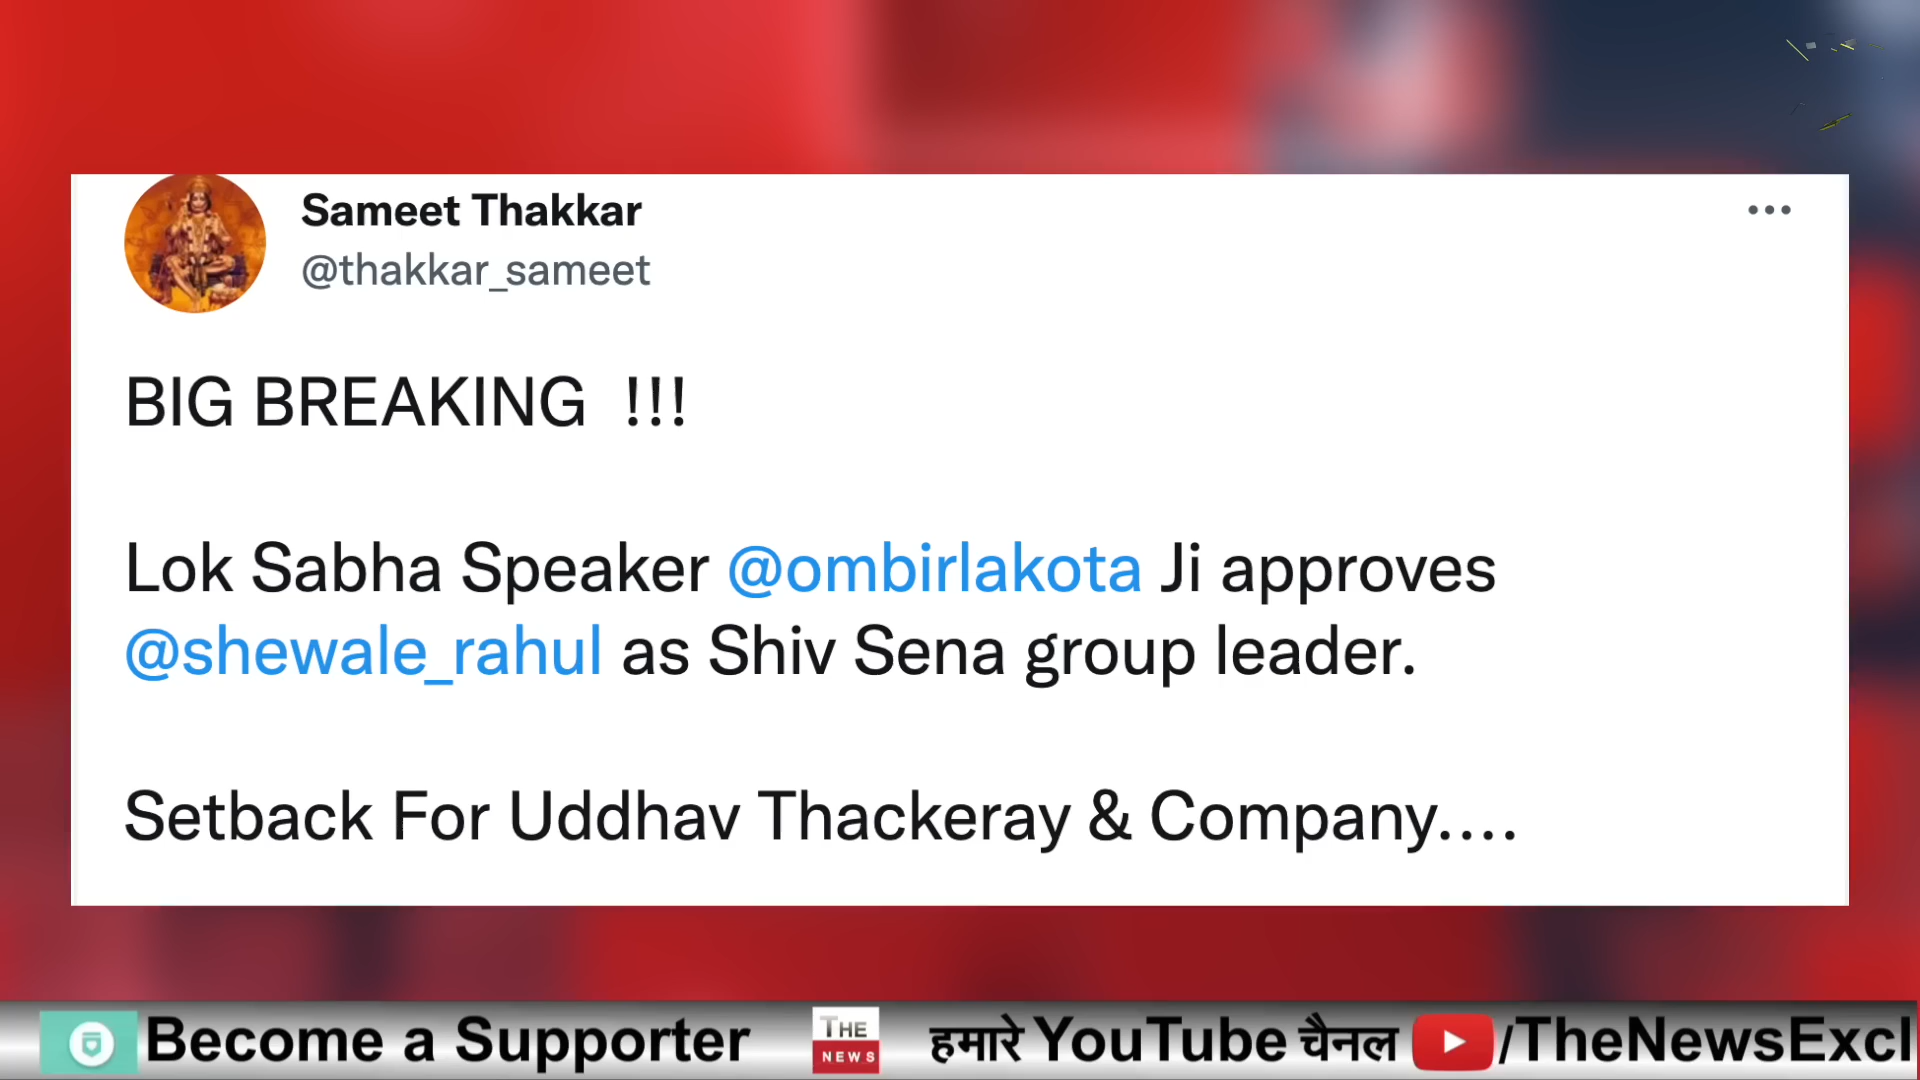 Sameet Thakkar
@thakkar_sameet
BIG BREAKING !!!
Lok Sabha Speaker @ombirlakota Ji approves
@shewale_rahul as Shiv Sena group leader.
Setback For Uddhav Thackeray & Company....
Become a Supporter THE NEWS हमारे YouTube चैनल /TheNewsExcl